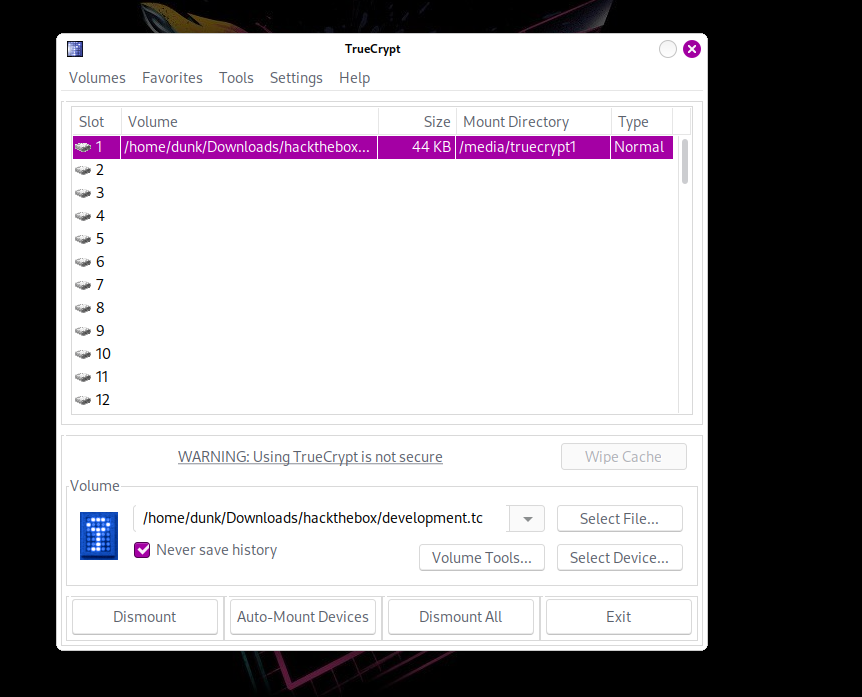 TrueCrypt
Volumes Favorites Tools Settings Help
Slot Volume Size Mount Directory Type
1 /home/dunk/Downloads/hackthebox... 44 KB /media/truecrypt1 Normal
2
3
4
5
6
7
8
9
10
11
12
WARNING: Using TrueCrypt is not secure Wipe Cache
Volume
/home/dunk/Downloads/hackthebox/development.tc Select File...
Never save history
Volume Tools... Select Device...
Dismount Auto-Mount Devices Dismount All Exit